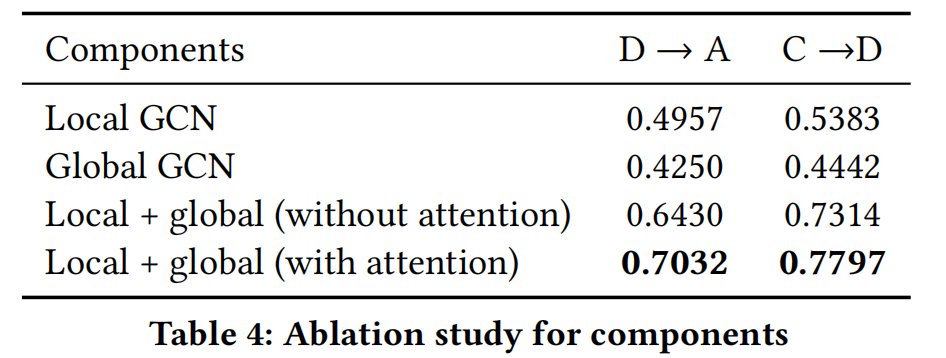 Components D → A C →D
Local GCN 0.4957 0.5383
Global GCN 0.4250 0.4442
Local + global (without attention) 0.6430 0.7314
Local + global (with attention) 0.7032 0.7797
Table 4: Ablation study for components